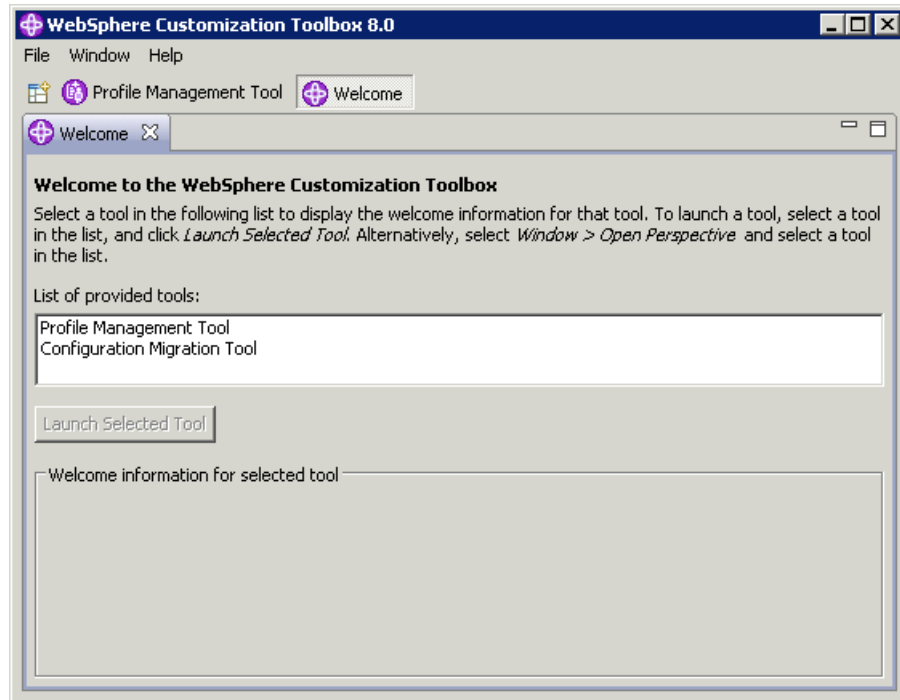 WebSphere Customization Toolbox 8.0
File Window Help
Profile Management Tool Welcome
Welcome
Welcome to the WebSphere Customization Toolbox
Select a tool in the following list to display the welcome information for that tool. To launch a tool, select a tool
in the list, and click Launch Selected Tool. Alternatively, select Window > Open Perspective and select a tool
in the list.
List of provided tools:
Profile Management Tool
Configuration Migration Tool
Launch Selected Tool
Welcome information for selected tool